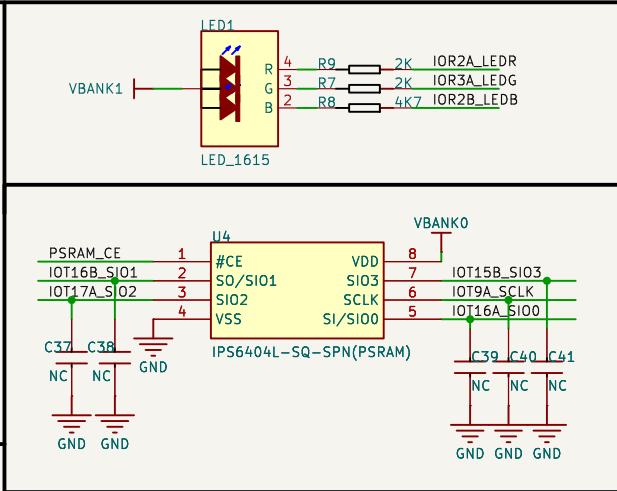 LED1
VBANK1
R 4 R9 2K IOR2A_LEDR
G 3 R7 2K IOR3A_LEDG
B 2 R8 4K7 IOR2B_LEDB
LED_1615
U4
VBANK0
PSRAM_CE 1 #CE VDD 8
IOT16B_SIO1 2 SO/SIO1 SIO3 7 IOT15B_SIO3
IOT17A_SIO2 3 SIO2 SCLK 6 IOT9A_SCLK
4 VSS SI/SIO0 5 IOT16A_SIO0
IPS6404L-SQ-SPN(PSRAM)
GND
C37 C38 C39 C40 C41
NC NC NC NC NC
GND GND GND GND GND